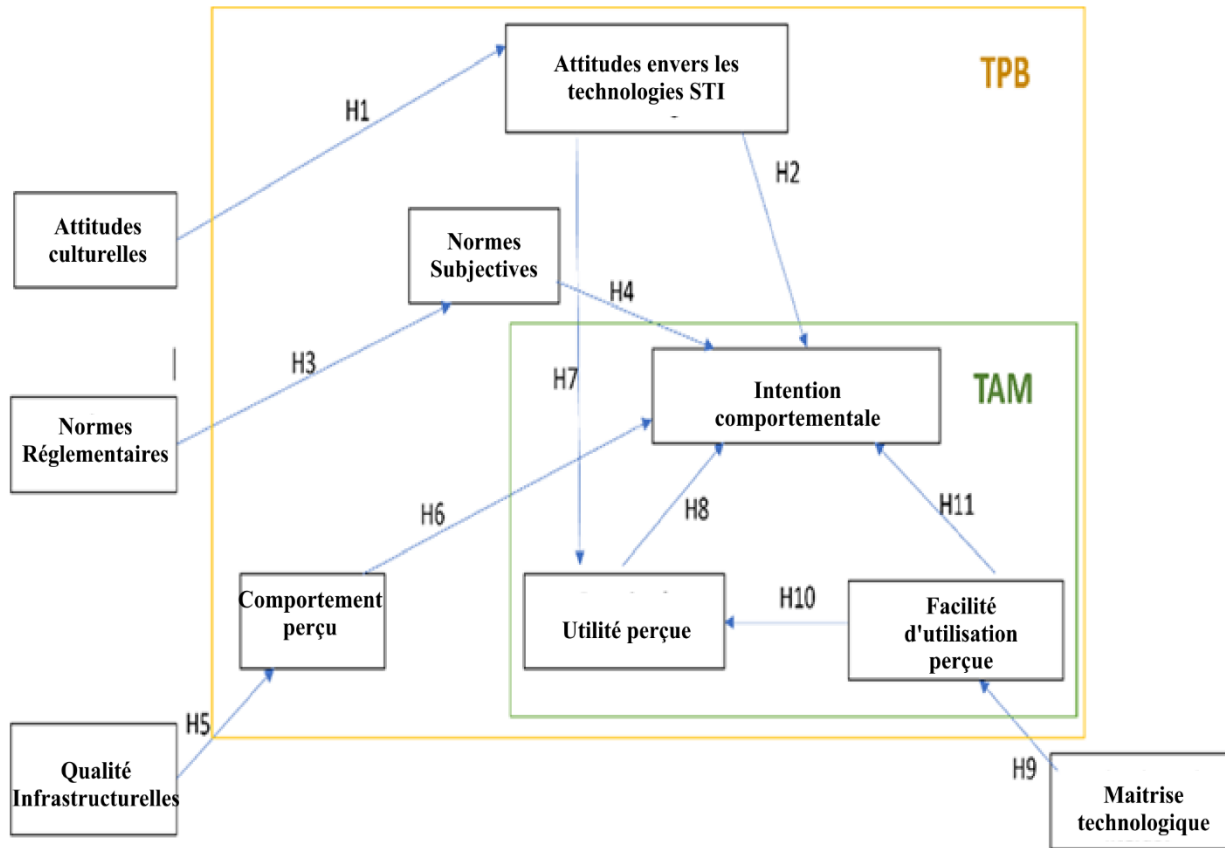 Attitudes envers les
technologies STI
TPB
H1
H2
Attitudes
culturelles
Normes
Subjectives
H4
H3
H7
Intention
comportementale
TAM
Normes
Réglementaires
H6
H8
H11
Comportement
perçu
Utilité perçue
H10
Facilité
d'utilisation
perçue
H5
Qualité
Infrastructurelles
H9
Maitrise
technologique